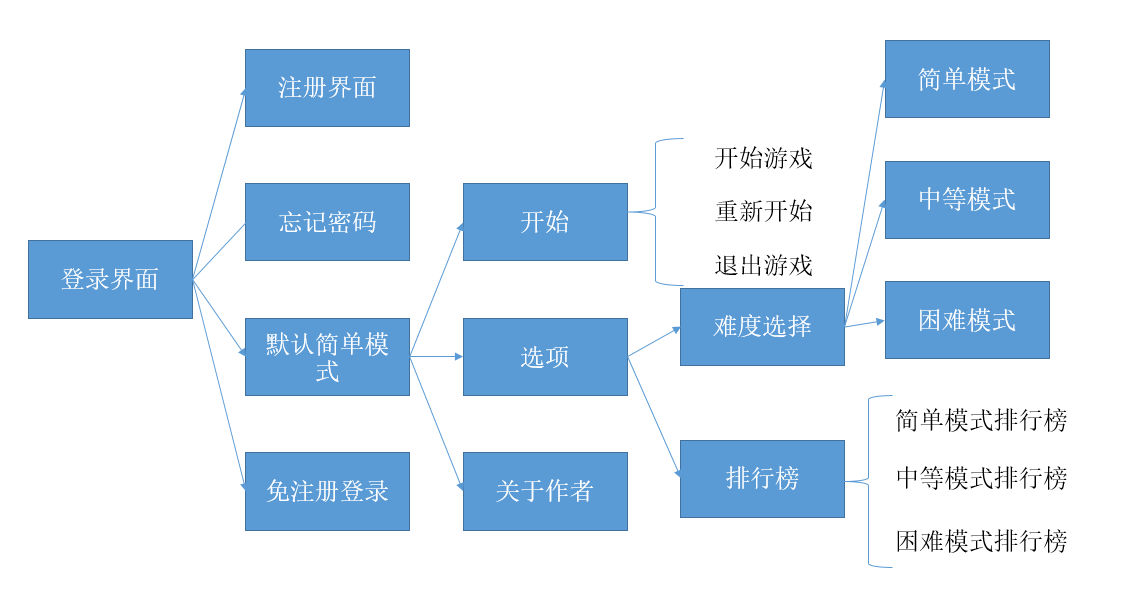 登录界面
注册界面
忘记密码
默认简单模
式
免注册登录
开始
选项
关于作者
开始游戏
重新开始
退出游戏
难度选择
排行榜
简单模式
中等模式
困难模式
简单模式排行榜
中等模式排行榜
困难模式排行榜